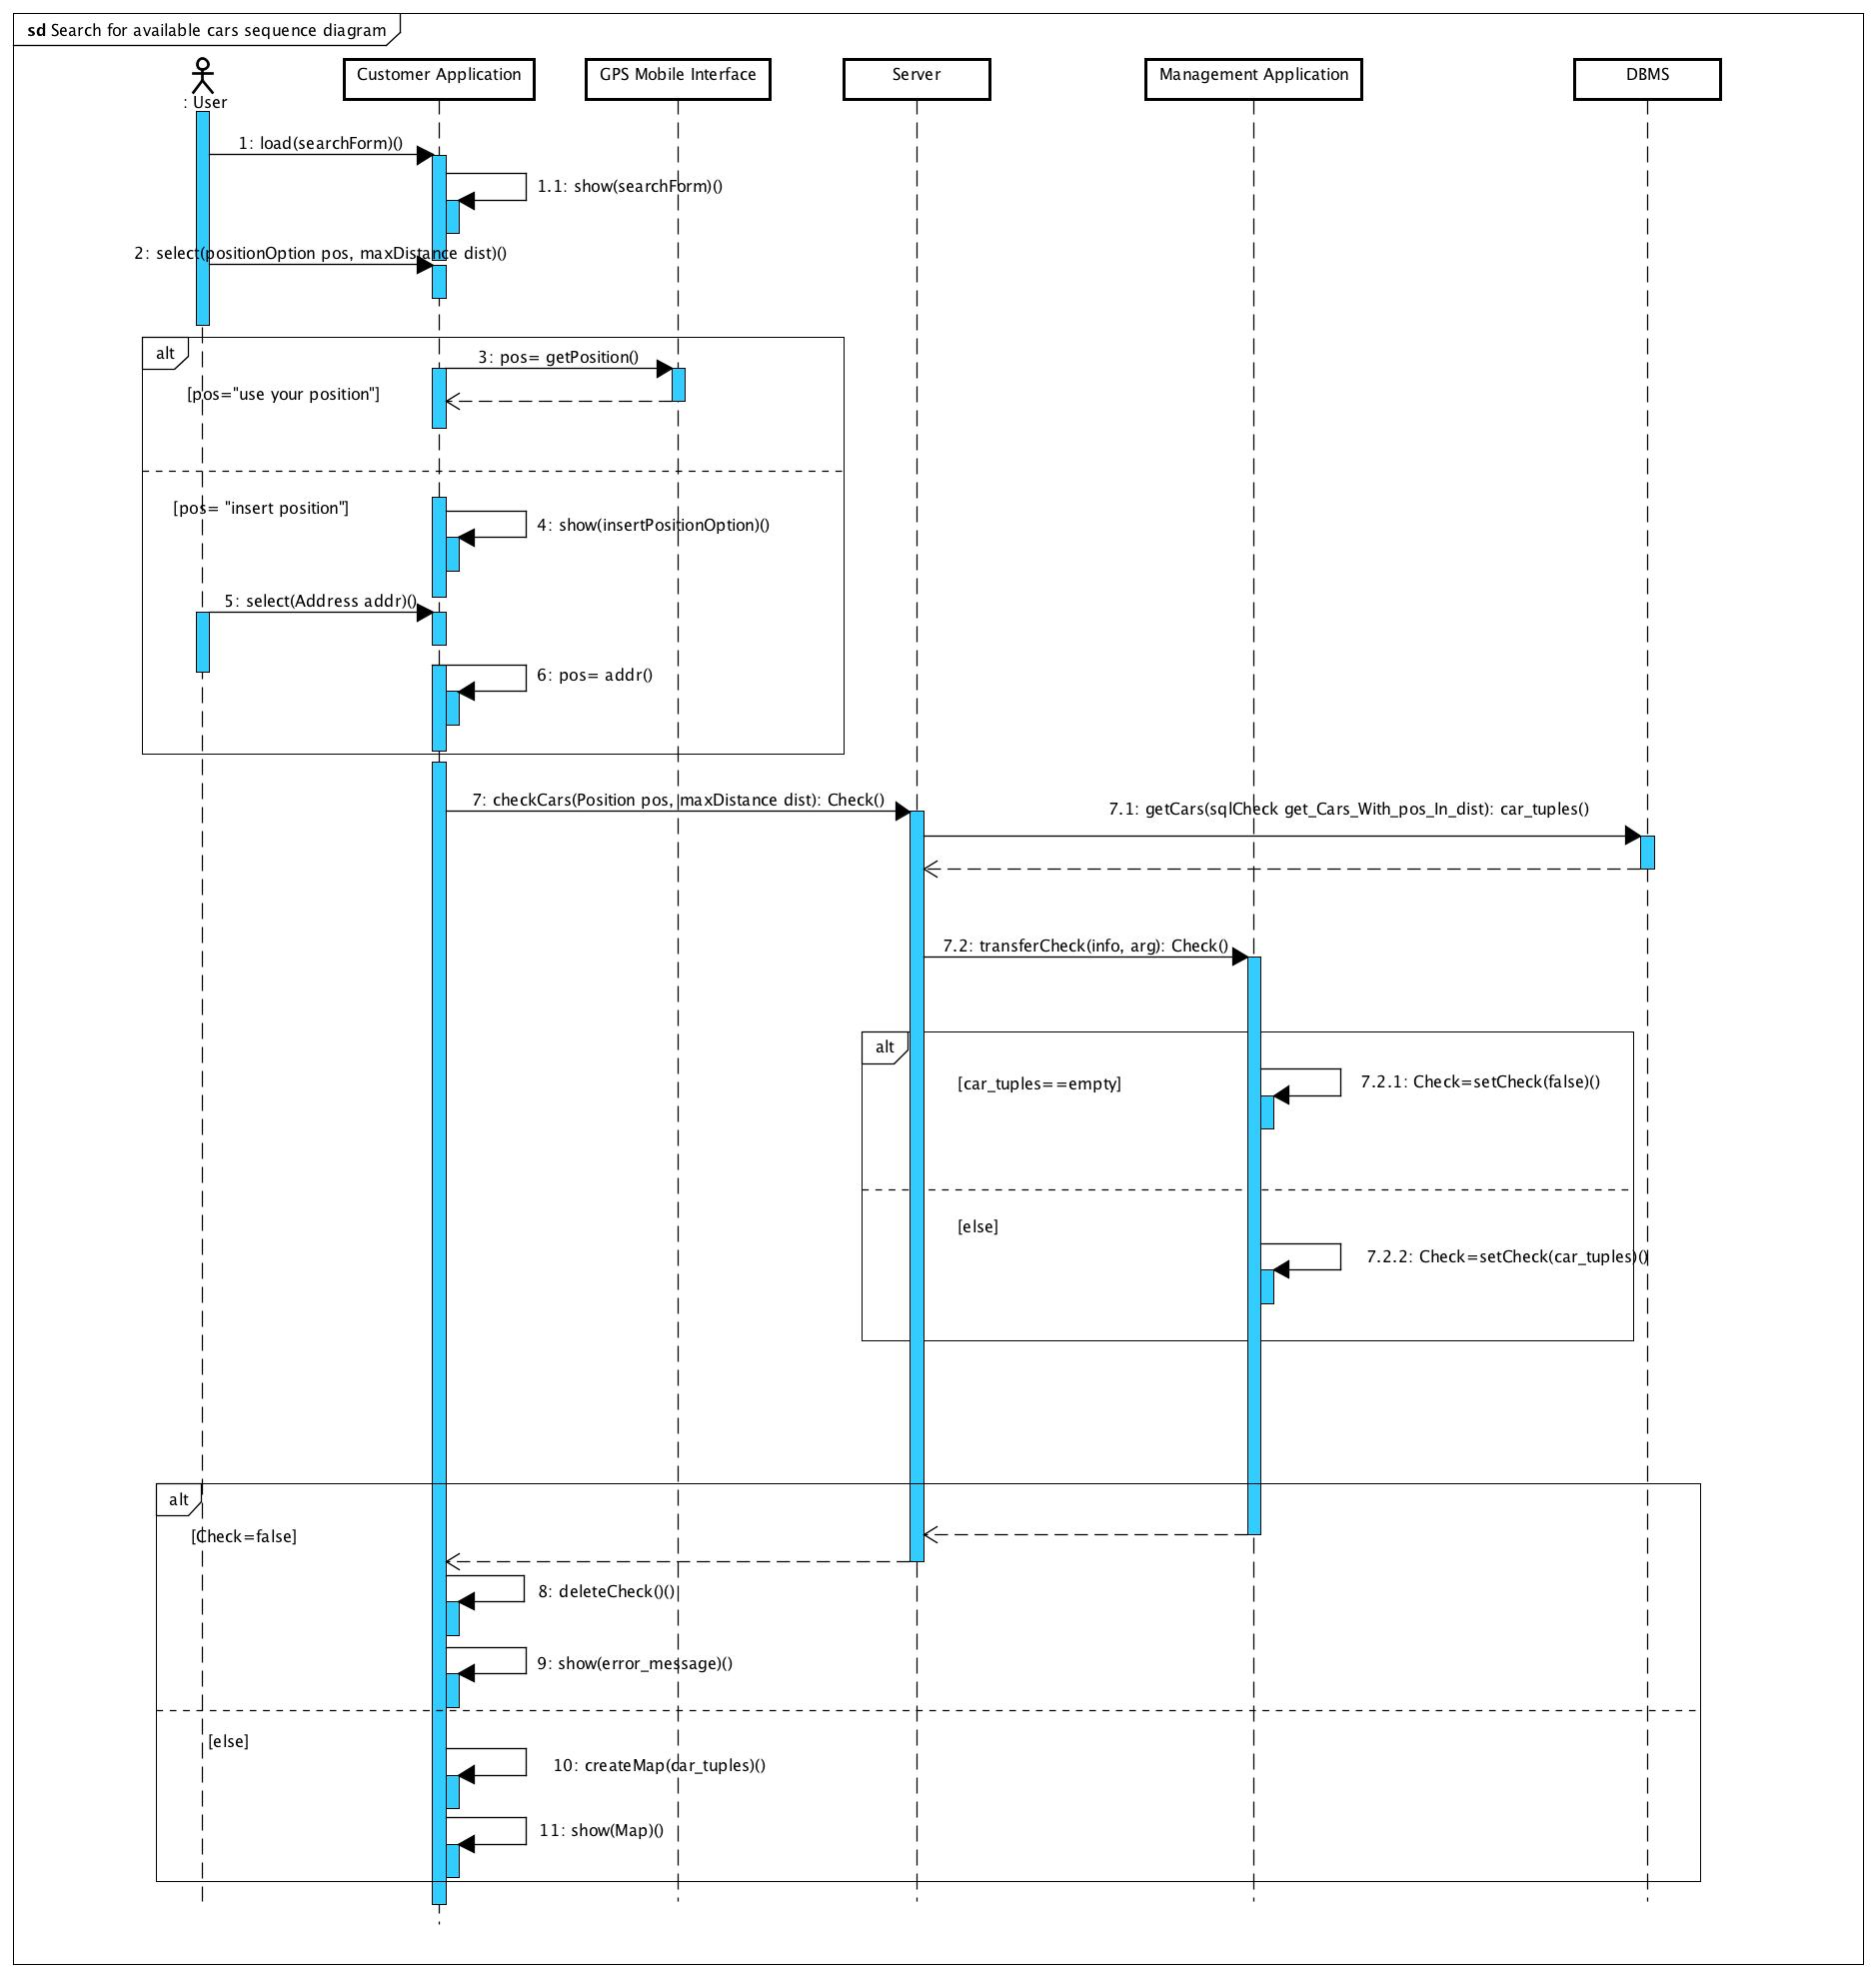 sd Search for available cars sequence diagram
: User
Customer Application
GPS Mobile Interface
Server
Management Application
DBMS
1: load(searchForm)()
1.1: show(searchForm)()
2: select(positionOption pos, maxDistance dist)()
alt
3: pos= getPosition()
[pos="use your position"]
[pos= "insert position"]
4: show(insertPositionOption)()
5: select(Address addr)()
6: pos= addr()
7: checkCars(Position pos, maxDistance dist): Check()
7.1: getCars(sqlCheck get_Cars_With_pos_In_dist): car_tuples()
7.2: transferCheck(info, arg): Check()
alt
[car_tuples==empty]
7.2.1: Check=setCheck(false)()
[else]
7.2.2: Check=setCheck(car_tuples)()
alt
[Check=false]
8: deleteCheck()()
9: show(error_message)()
[else]
10: createMap(car_tuples)()
11: show(Map)()